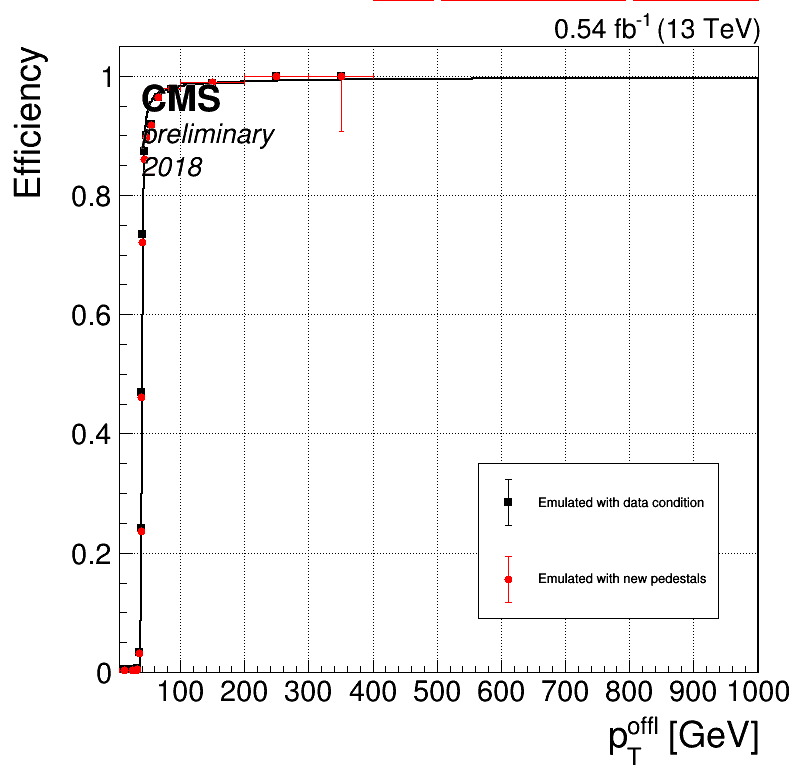 0.54 fb-1 (13 TeV)
Efficiency
1
0.8
0.6
0.4
0.2
0
CMS
preliminary
2018
Emulated with data condition
Emulated with new pedestals
100 200 300 400 500 600 700 800 900 1000
pToffl [GeV]